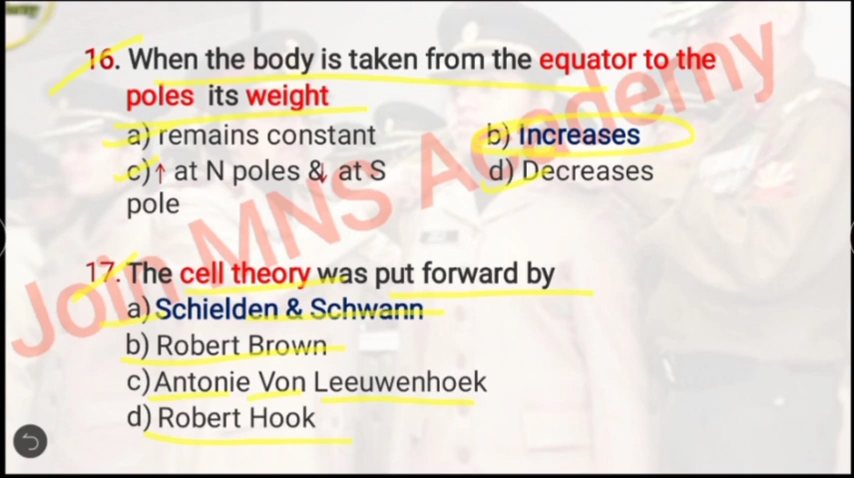 16. When the body is taken from the equator to the
poles its weight
a) remains constant b) Increases
c)↑ at N poles &↓ at S d) Decreases
pole
17. The cell theory was put forward by
a) Schielden & Schwann
b) Robert Brown
c) Antonie Von Leeuwenhoek
d) Robert Hook
Join MNS Academy